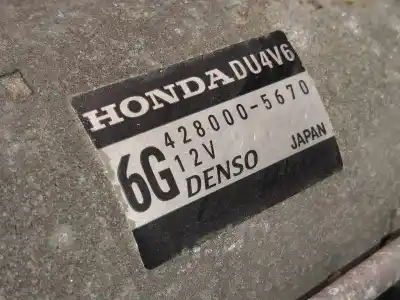 HONDA DU4V6
428000-5670
6G 12V
DENSO JAPAN